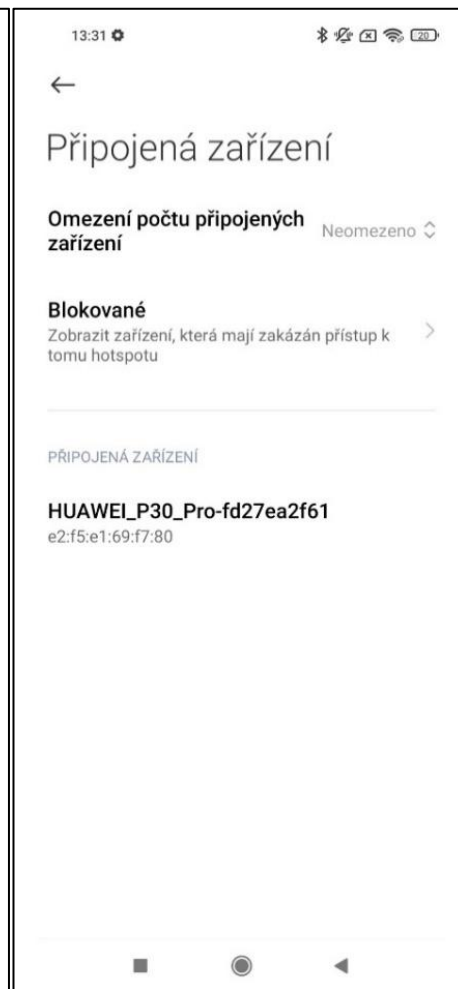 13:31
20
Připojená zařízení
Omezení počtu připojených
zařízení
Neomezeno
Blokované
Zobrazit zařízení, která mají zakázán přístup k
tomu hotspotu
PŘIPOJENÁ ZAŘÍZENÍ
HUAWEI_P30_Pro-fd27ea2f61
e2:f5:e1:69:f7:80